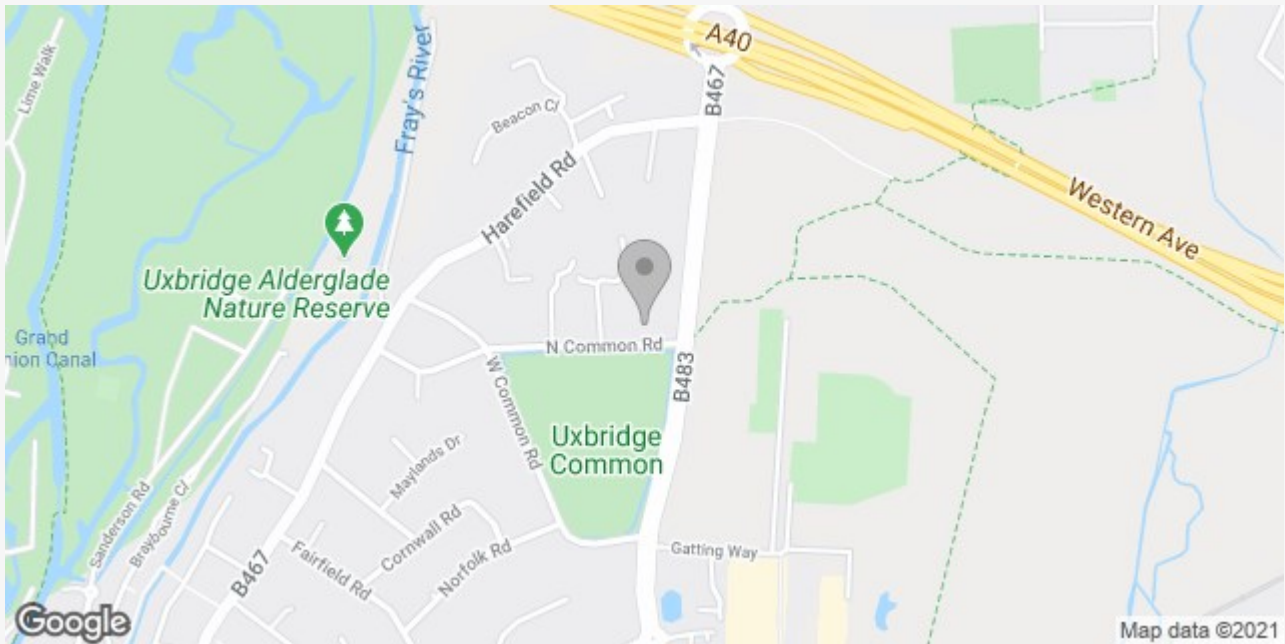 Lime Walk
Fray's River
A40
B467
Beacon Cl
Harefield Rd
Western Ave
Uxbridge Alderglade
Nature Reserve
Grand
nion Canal
N Common Rd
W Common Rd
B483
Uxbridge
Common
Maylands Dr
Sanderson Rd
Braybourne Cl
Cornwall Rd
Norfolk Rd
Fairfield Rd
B467
Gatting Way
Google
Map data ©2021